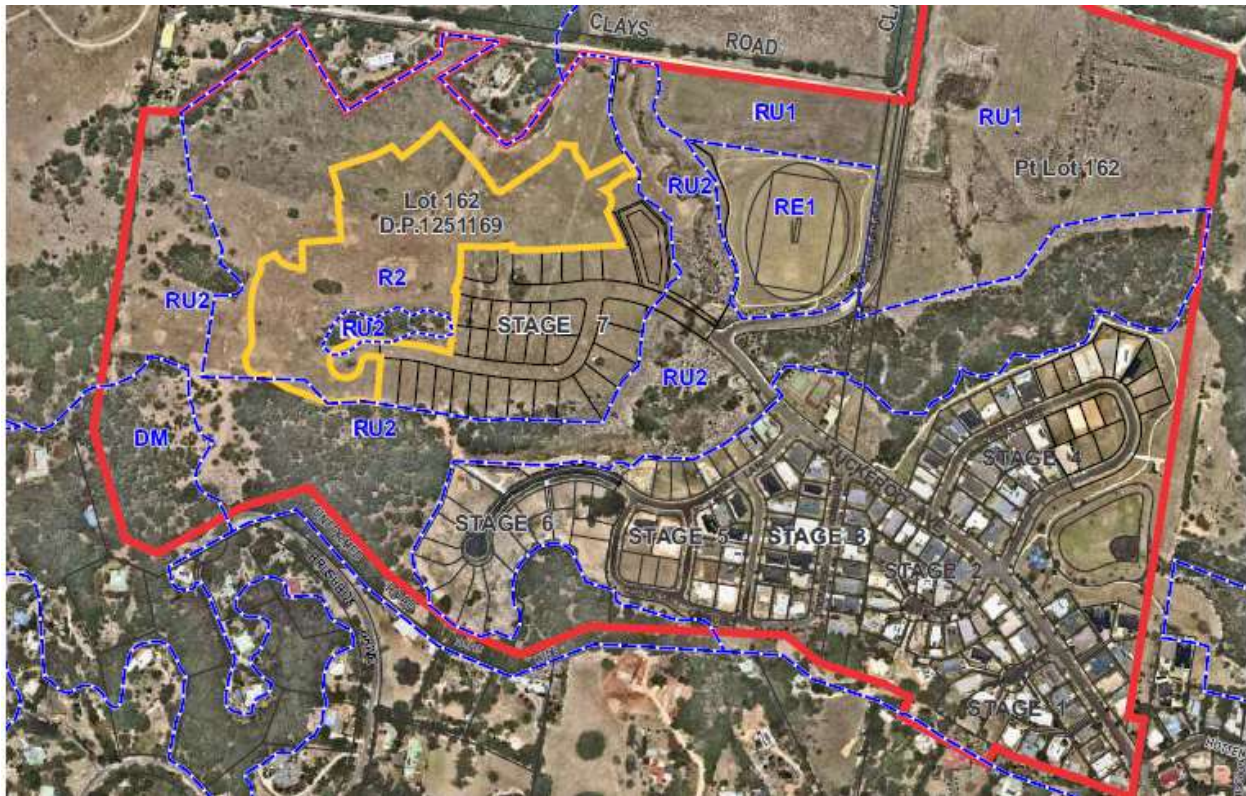 CLAYS ROAD
RU1
RU1
Pt Lot 162
RU2
RE1
Lot 162
D.P.1251169
R2
RU2
RU2
STAGE 7
RU2
RU2
DM
STAGE 4
STAGE 6
STAGE 5
STAGE 3
STAGE 2
STAGE 1